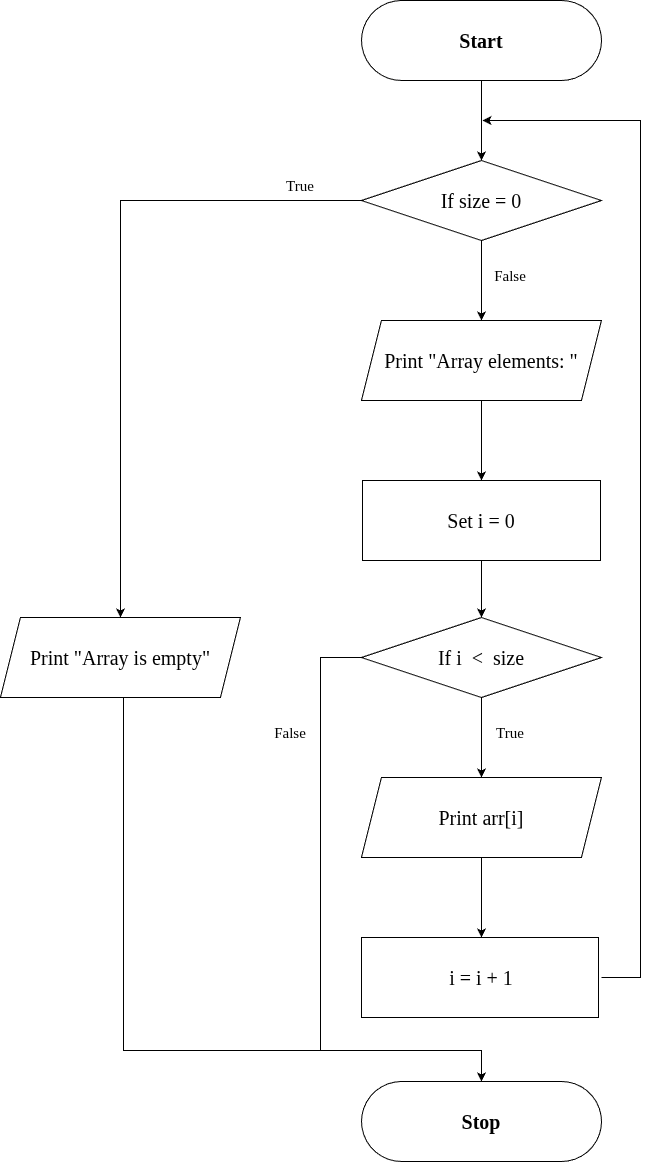 Start
True
If size = 0
False
Print "Array elements: "
Set i = 0
Print "Array is empty"
If i  <  size
False
True
Print arr[i]
i = i + 1
Stop